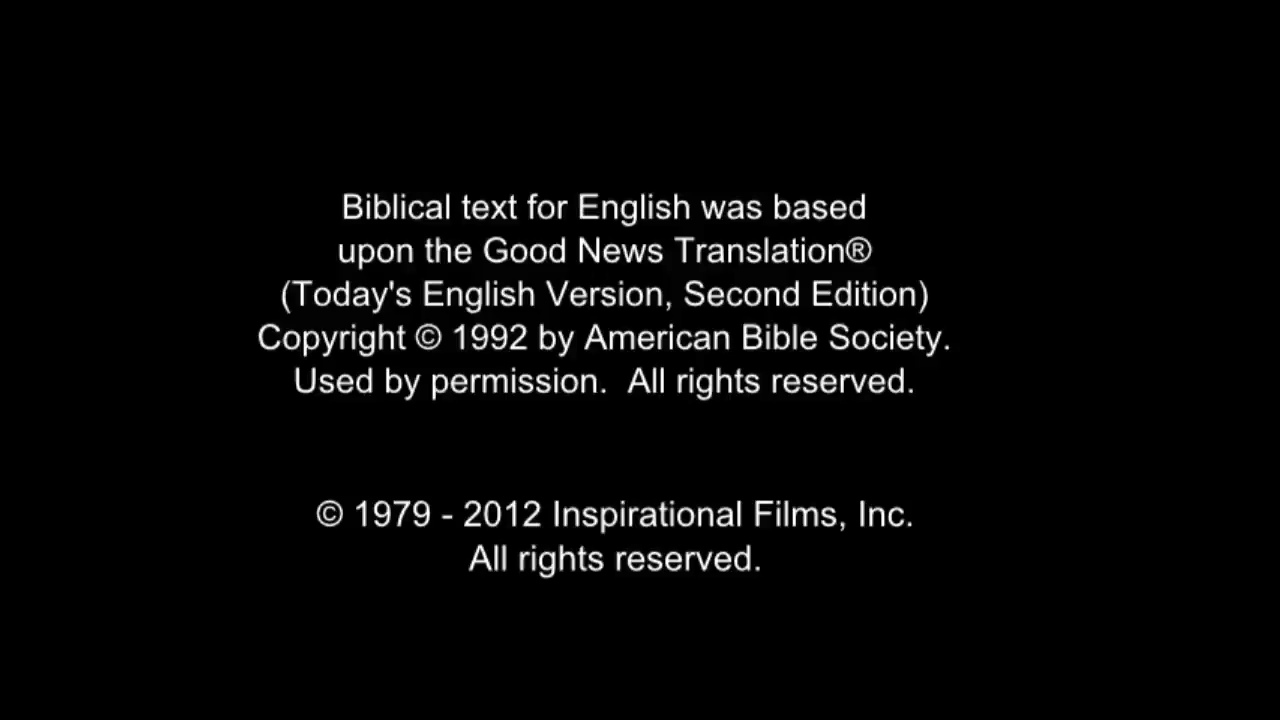 Biblical text for English was based
upon the Good News Translation®
(Today's English Version, Second Edition)
Copyright © 1992 by American Bible Society.
Used by permission.  All rights reserved.
© 1979 - 2012 Inspirational Films, Inc.
All rights reserved.